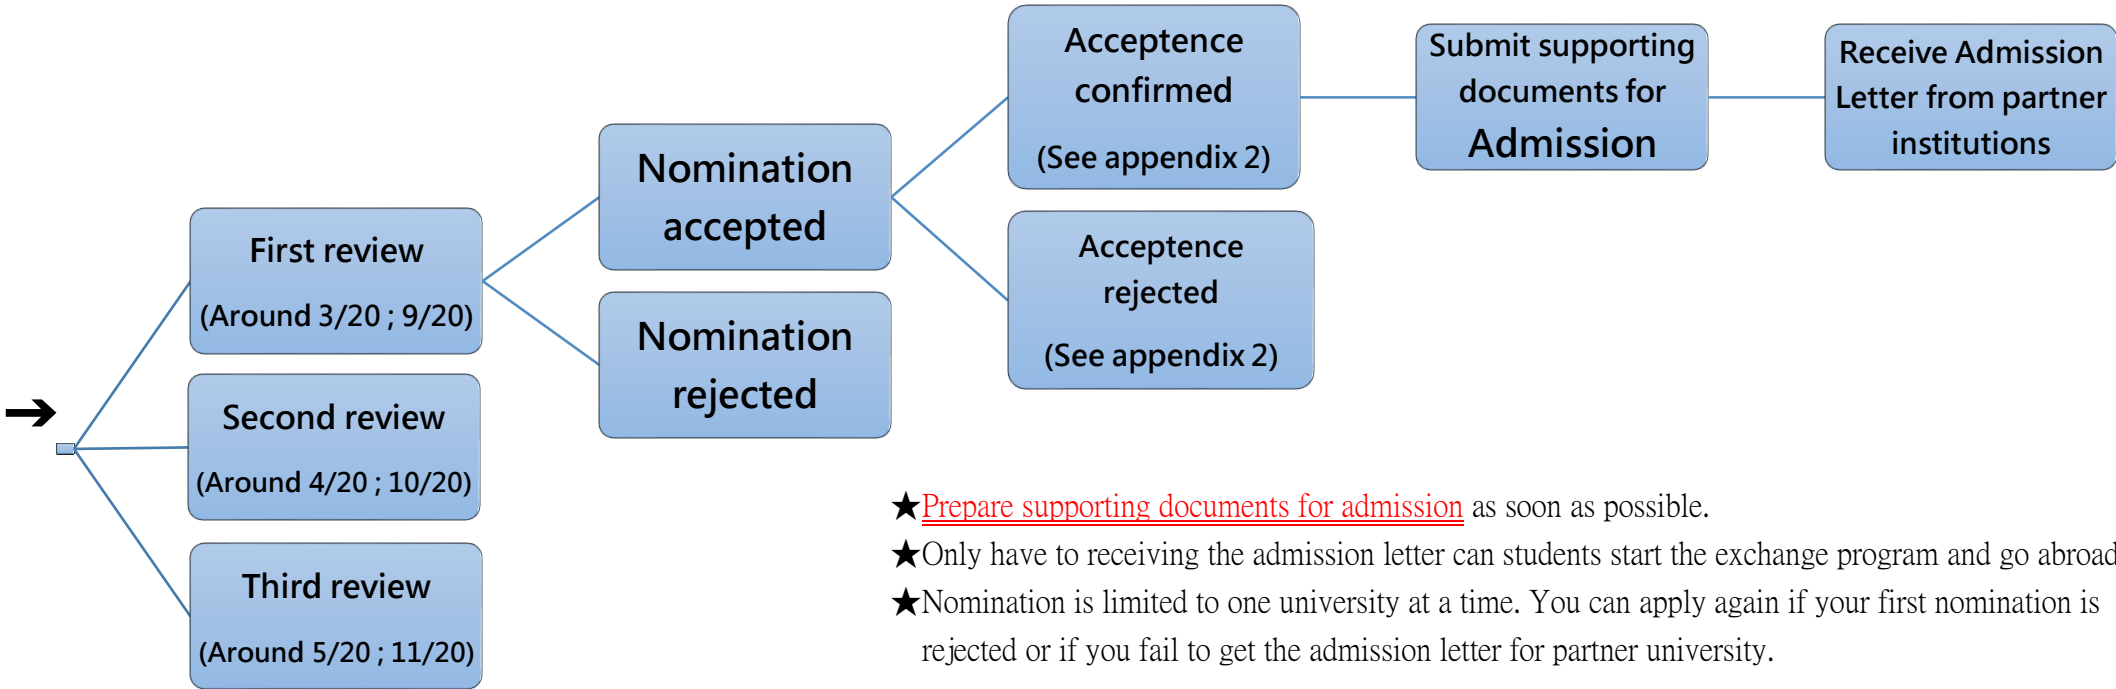 Acceptence
confirmed
(See appendix 2)
Submit supporting
documents for
Admission
Receive Admission
Letter from partner
institutions
Nomination
accepted
First review
(Around 3/20 ; 9/20)
Acceptence
rejected
(See appendix 2)
Nomination
rejected
Second review
(Around 4/20 ; 10/20)
Third review
(Around 5/20 ; 11/20)
➔
★Prepare supporting documents for admission as soon as possible.
★Only have to receiving the admission letter can students start the exchange program and go abroad
★Nomination is limited to one university at a time. You can apply again if your first nomination is
rejected or if you fail to get the admission letter for partner university.